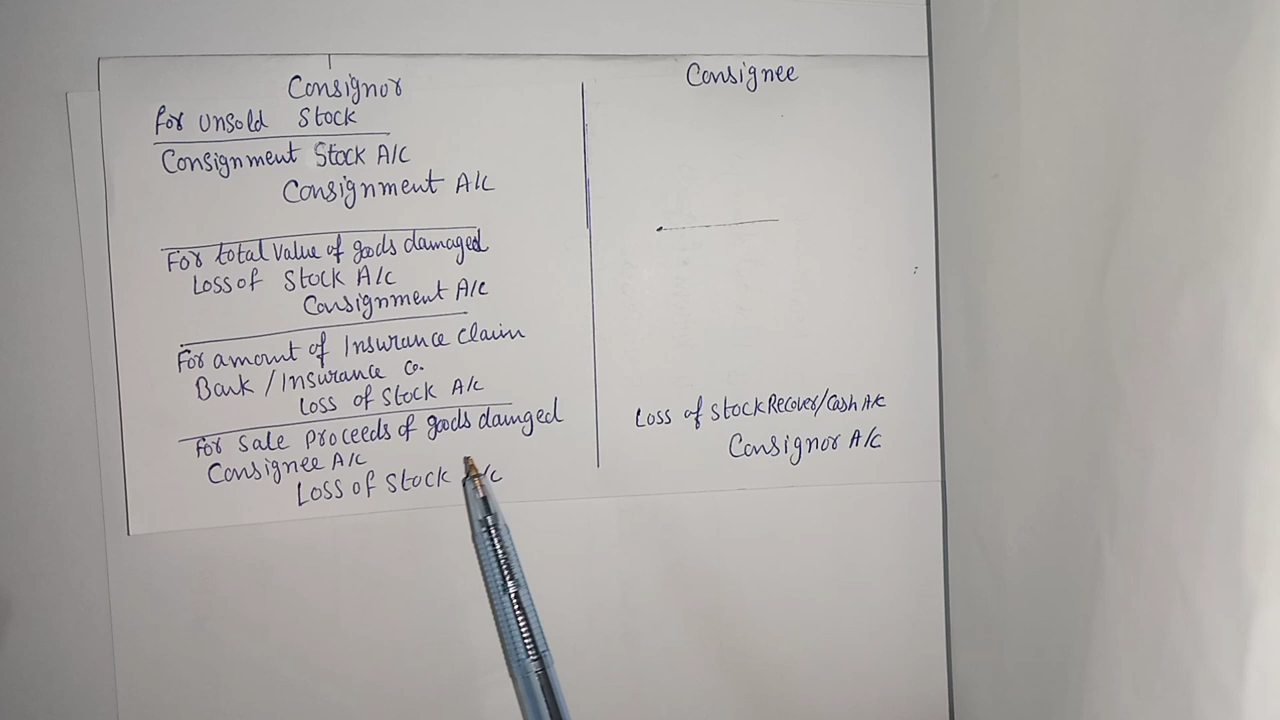 Consignor
for unsold Stock
Consignment Stock A/c
Consignment A/c
For total value of goods damaged
Loss of Stock A/c
Consignment A/c
For amount of Insurance Claim
Bank / Insurance Co.
Loss of Stock A/c
For Sale Proceeds of goods damged
Consignee A/c
Loss of Stock A/c
Consignee
Loss of Stock Recover/Cash A/c
Consignor A/c